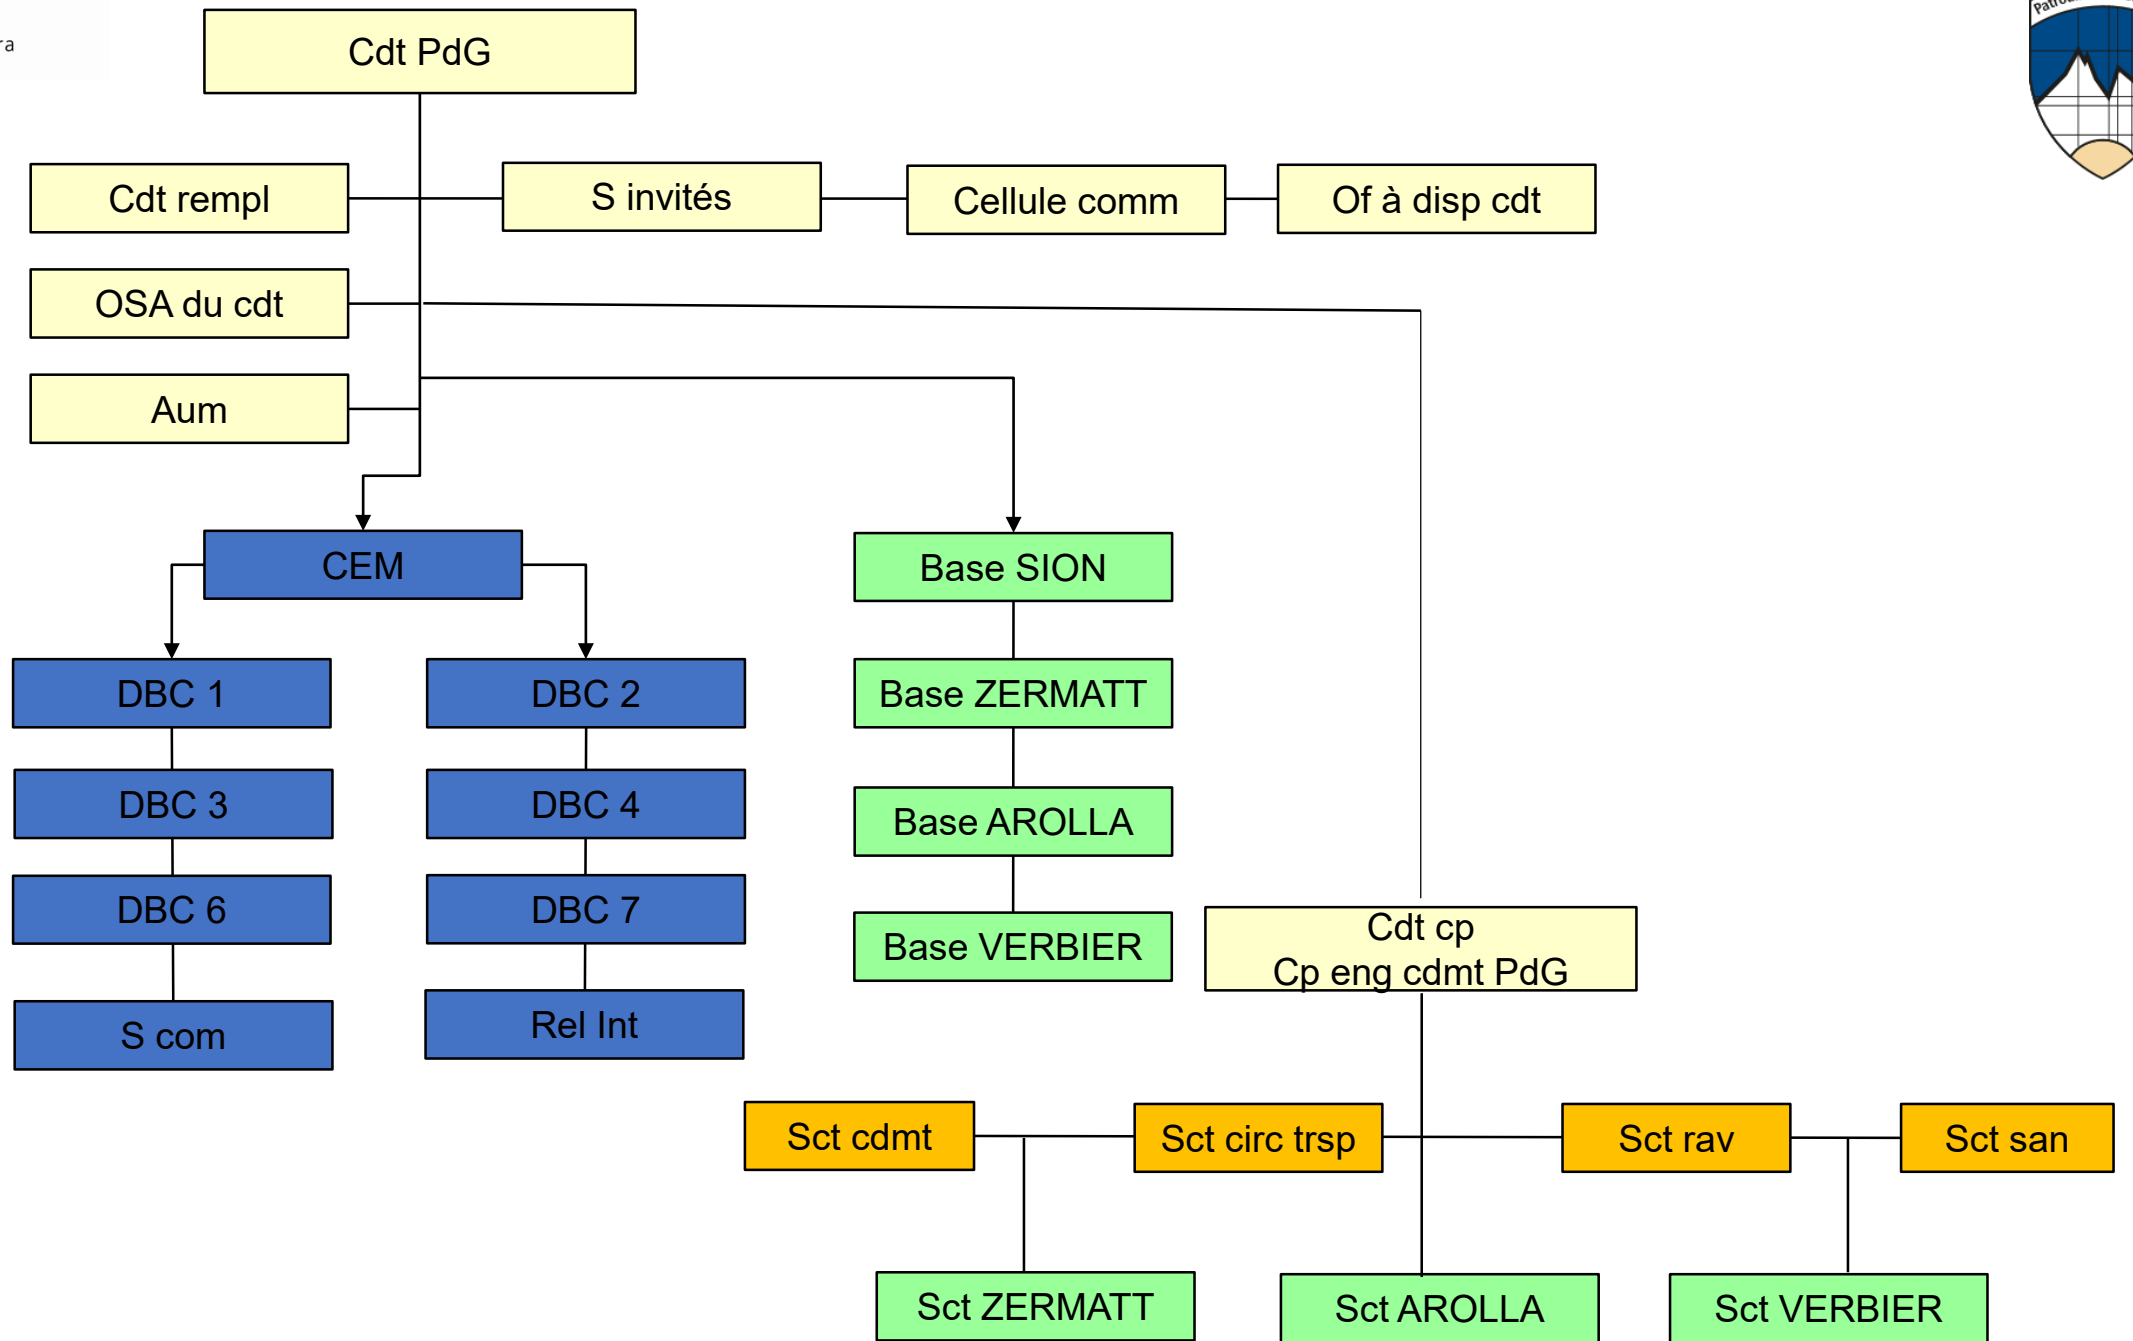 Cdt PdG
Cdt rempl
S invités
Cellule comm
Of à disp cdt
OSA du cdt
Aum
CEM
Base SION
DBC 1
DBC 2
Base ZERMATT
DBC 3
DBC 4
Base AROLLA
DBC 6
DBC 7
Base VERBIER
Cdt cp
Cp eng cdmt PdG
S com
Rel Int
Sct cdmt
Sct circ trsp
Sct rav
Sct san
Sct ZERMATT
Sct AROLLA
Sct VERBIER